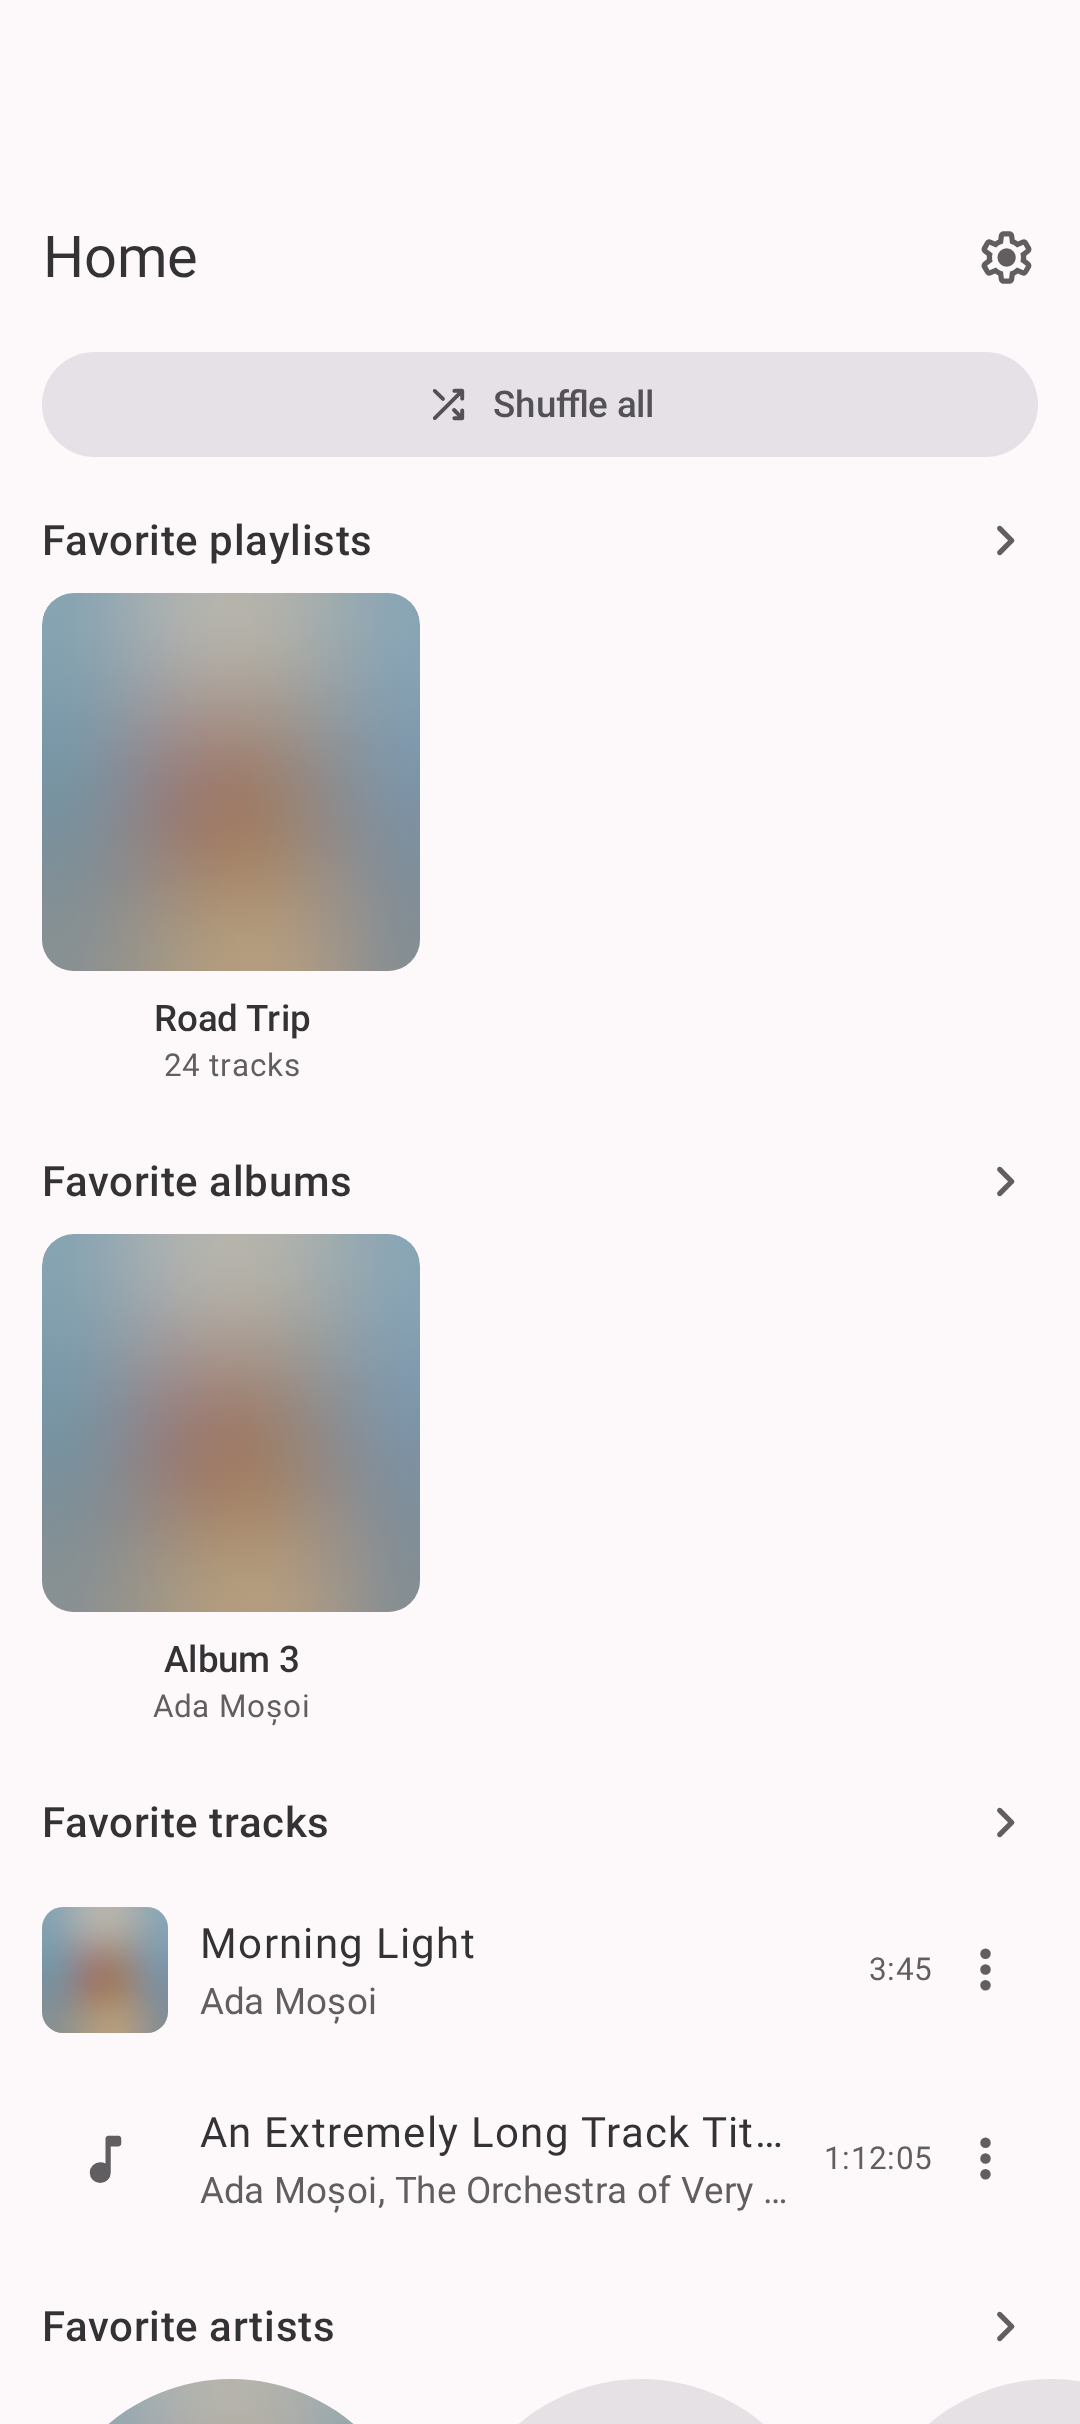 Home
Shuffle all
Favorite playlists
Road Trip
24 tracks
Favorite albums
Album 3
Ada Moșoi
Favorite tracks
Morning Light
Ada Moșoi
3:45
An Extremely Long Track Tit…
Ada Moșoi, The Orchestra of Very …
1:12:05
Favorite artists